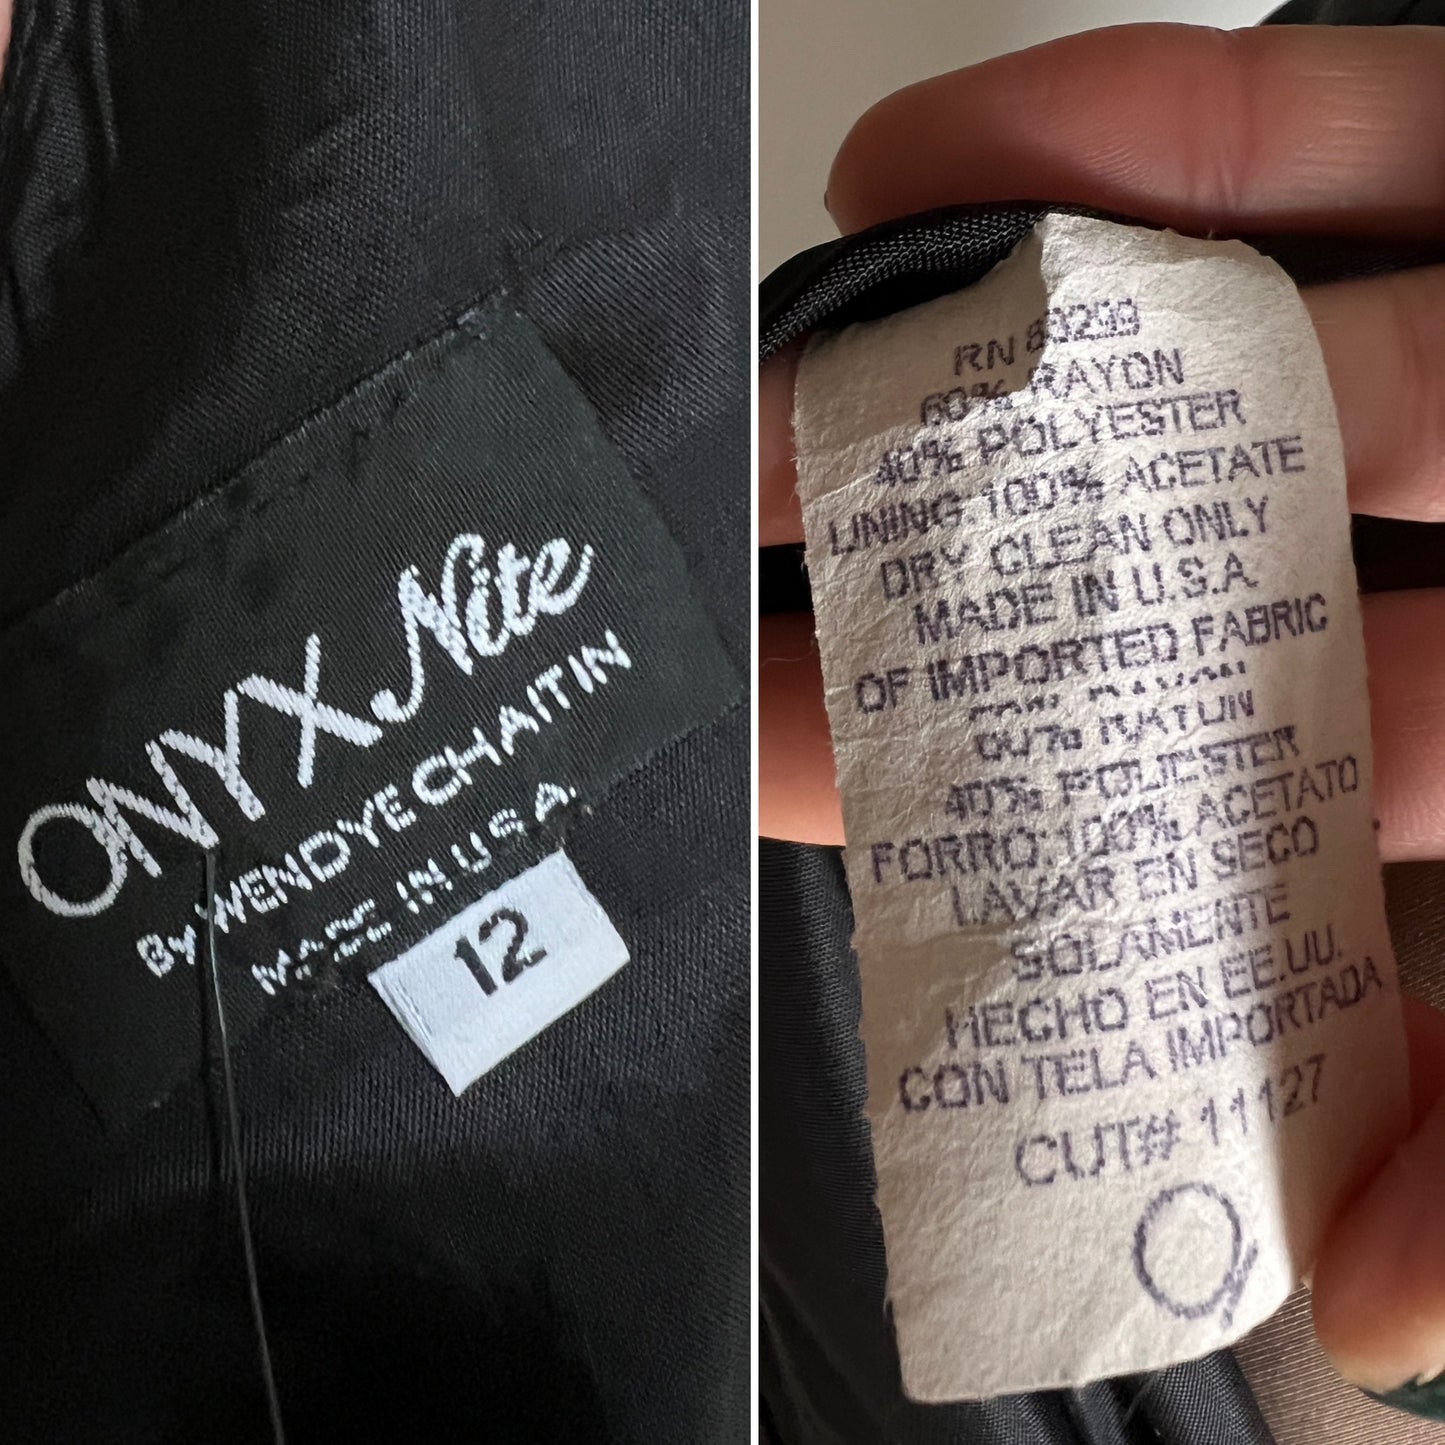 ONYX Nite
By WENDYE CHAITIN
MADE IN U.S.A.
12
RN
60% RAYON
40% POLYESTER
LINING: 100% ACETATE
DRY CLEAN ONLY
MADE IN U.S.A
OF IMPORTED FABRIC
60% RAYON
40% POLIESTER
FORRO: 100% ACETATO
LAVAR EN SECO
SOLAMENTE
HECHO EN EE.UU.
CON TELA IMPORTADA
CUT# 11127